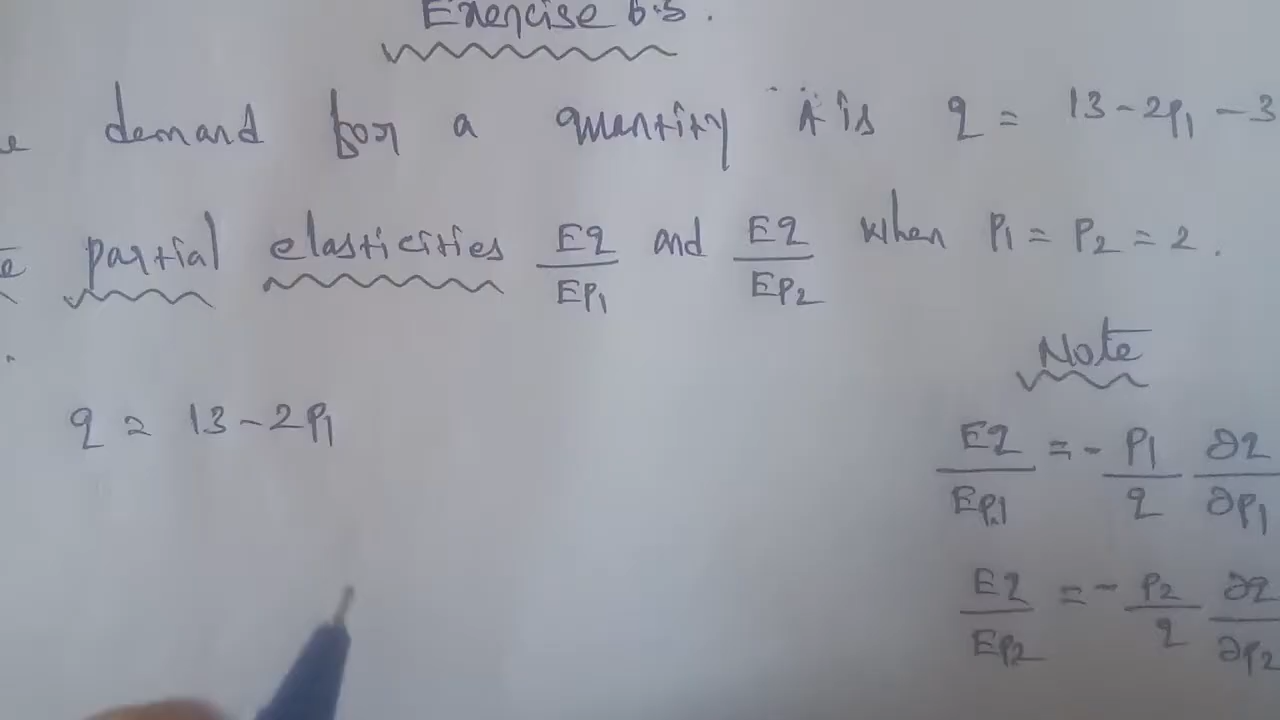 Exercise 6.5.
demand for a quantity A is q = 13 - 2p₁ - 3
partial elasticities Eq/Ep₁ and Eq/Ep₂ when P₁ = P₂ = 2.
Note
q = 13 - 2p₁
Eq/Ep₁ = - P₁/q ∂q/∂p₁
Eq/Ep₂ = - P₂/q ∂q/∂p₂